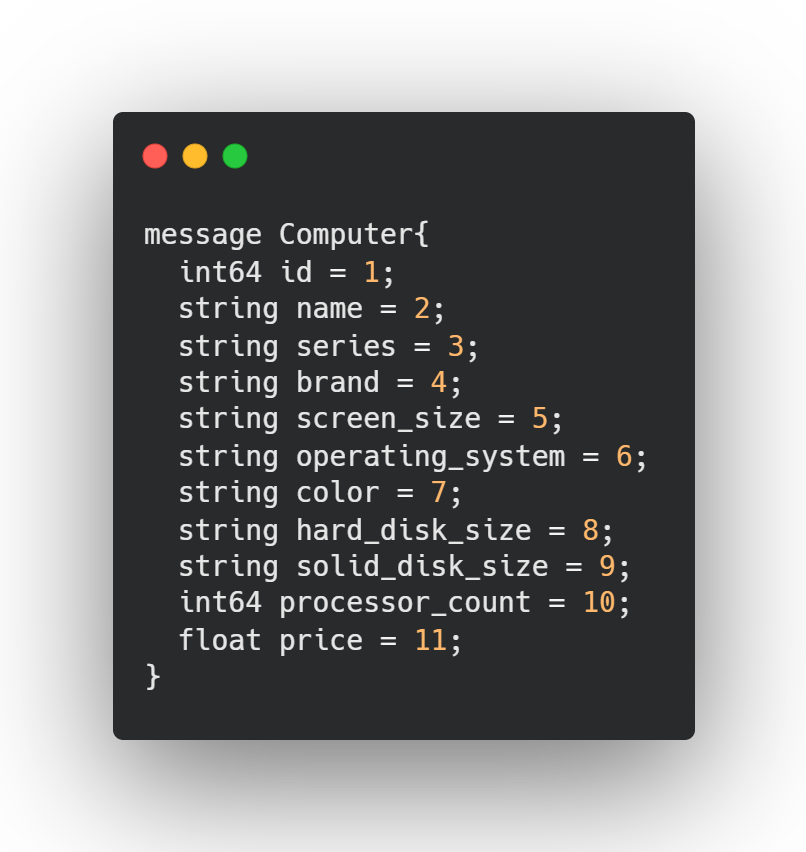 message Computer{
  int64 id = 1;
  string name = 2;
  string series = 3;
  string brand = 4;
  string screen_size = 5;
  string operating_system = 6;
  string color = 7;
  string hard_disk_size = 8;
  string solid_disk_size = 9;
  int64 processor_count = 10;
  float price = 11;
}